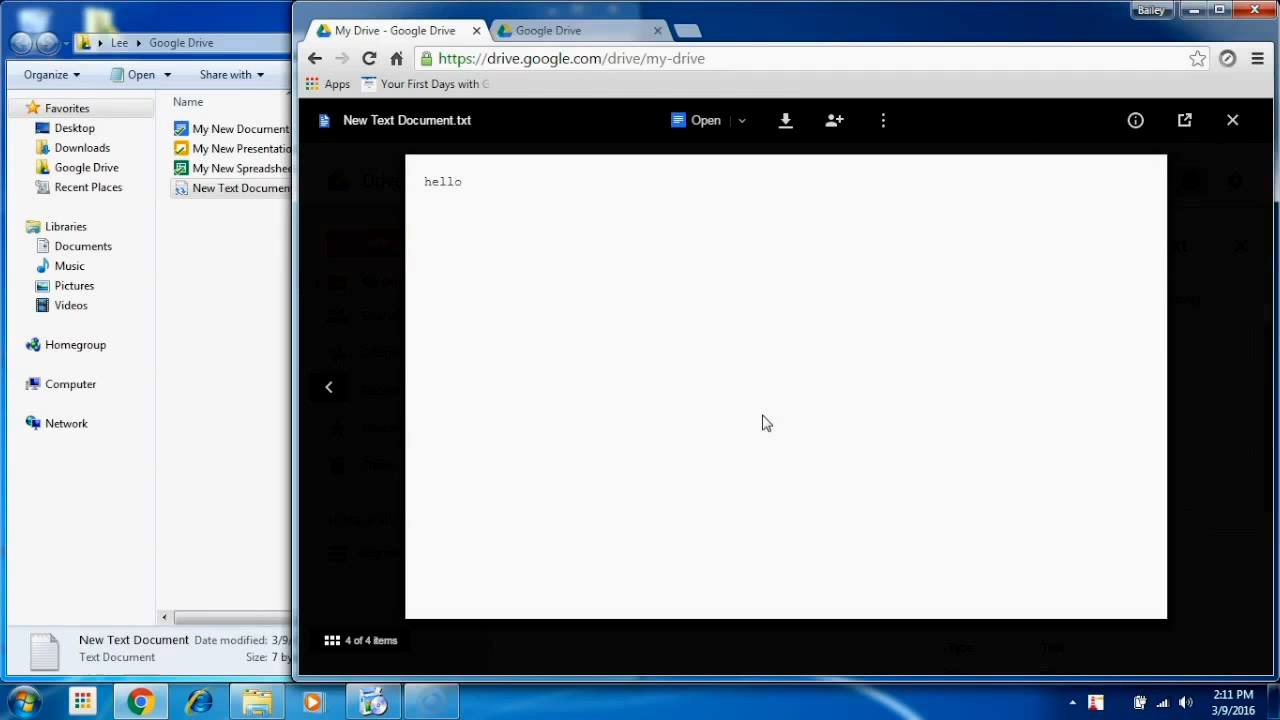 Bailey
My Drive - Google Drive
Google Drive
Lee
Google Drive
https://drive.google.com/drive/my-drive
Organize
Open
Share with
Apps
Your First Days with G
Name
Favorites
Desktop
Downloads
Google Drive
Recent Places
Libraries
Documents
Music
Pictures
Videos
Homegroup
Computer
Network
My New Document
My New Presentatio
My New Spreadshee
New Text Documen
New Text Document.txt
Open
hello
4 of 4 items
Type
Text
New Text Document
Date modified: 3/9/
Text Document
Size: 7 by
2:11 PM
3/9/2016